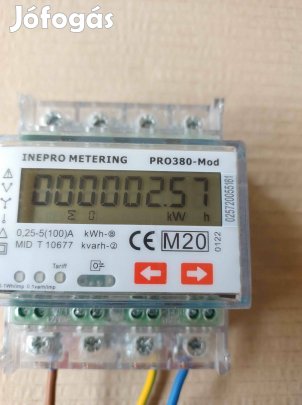 Jófogás
INEPRO METERING PRO380-Mod
000002.57
Σ kW h
0,25-5(100)A kWh-①
MID T 10677 kvarh-②
CE M20 0122
Tariff
025720055181